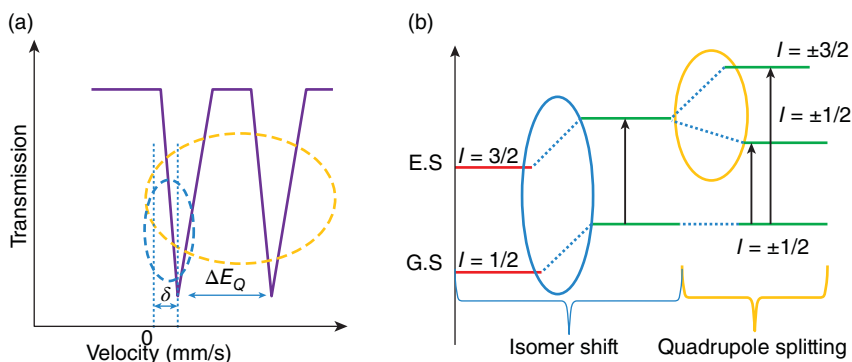 (a)
Transmission
δ
ΔE_Q
0
Velocity (mm/s)
(b)
E.S
G.S
I = 3/2
I = 1/2
I = ±3/2
I = ±1/2
I = ±1/2
Isomer shift
Quadrupole splitting